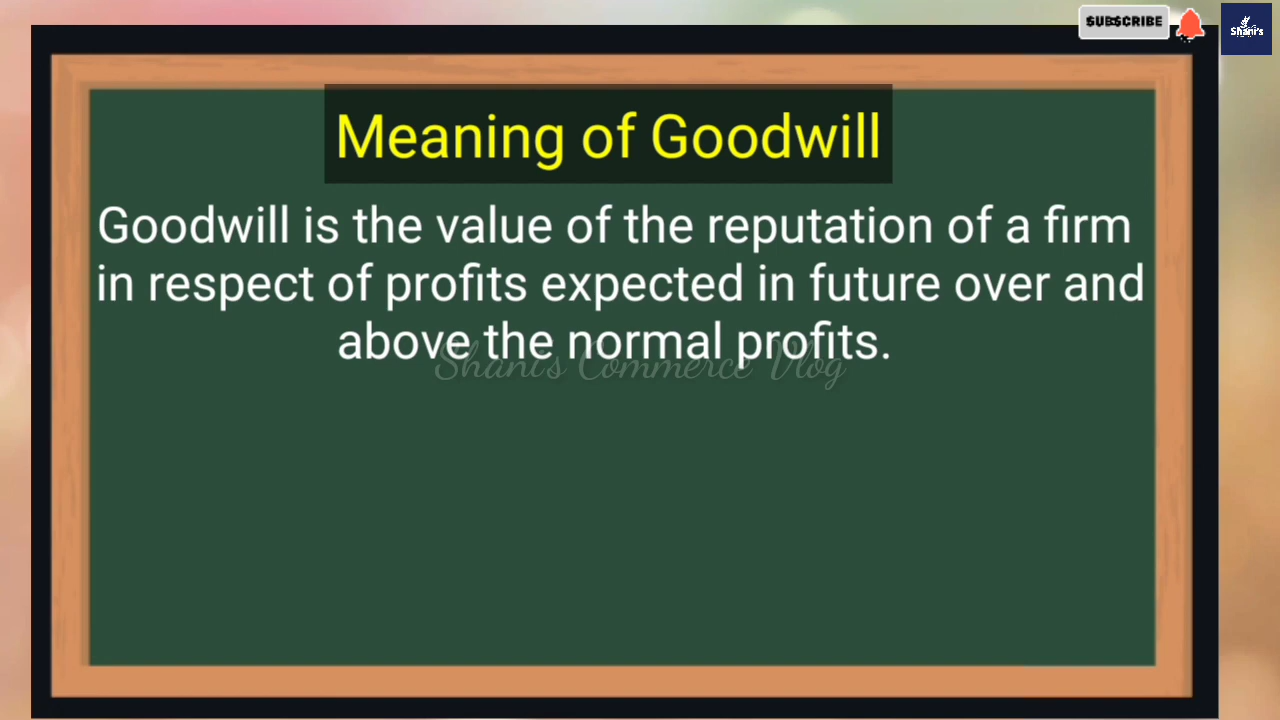 SUBSCRIBE
Shani's
Meaning of Goodwill
Goodwill is the value of the reputation of a firm
in respect of profits expected in future over and
above the normal profits.
Shani's Commerce Vlog